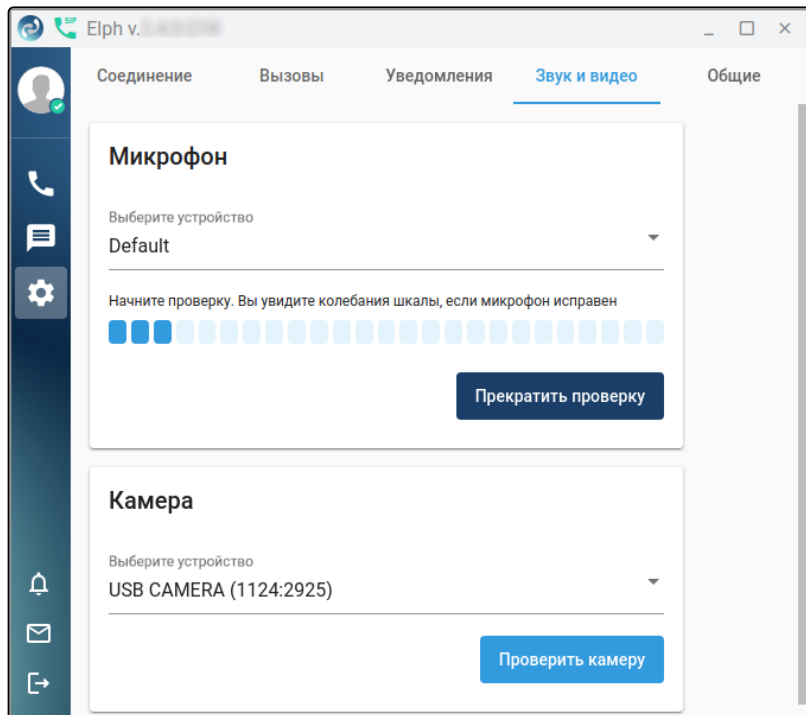 SIP Elph v.
Соединение Вызовы Уведомления Звук и видео Общие
Микрофон
Выберите устройство
Default
Начните проверку. Вы увидите колебания шкалы, если микрофон исправен
Прекратить проверку
Камера
Выберите устройство
USB CAMERA (1124:2925)
Проверить камеру